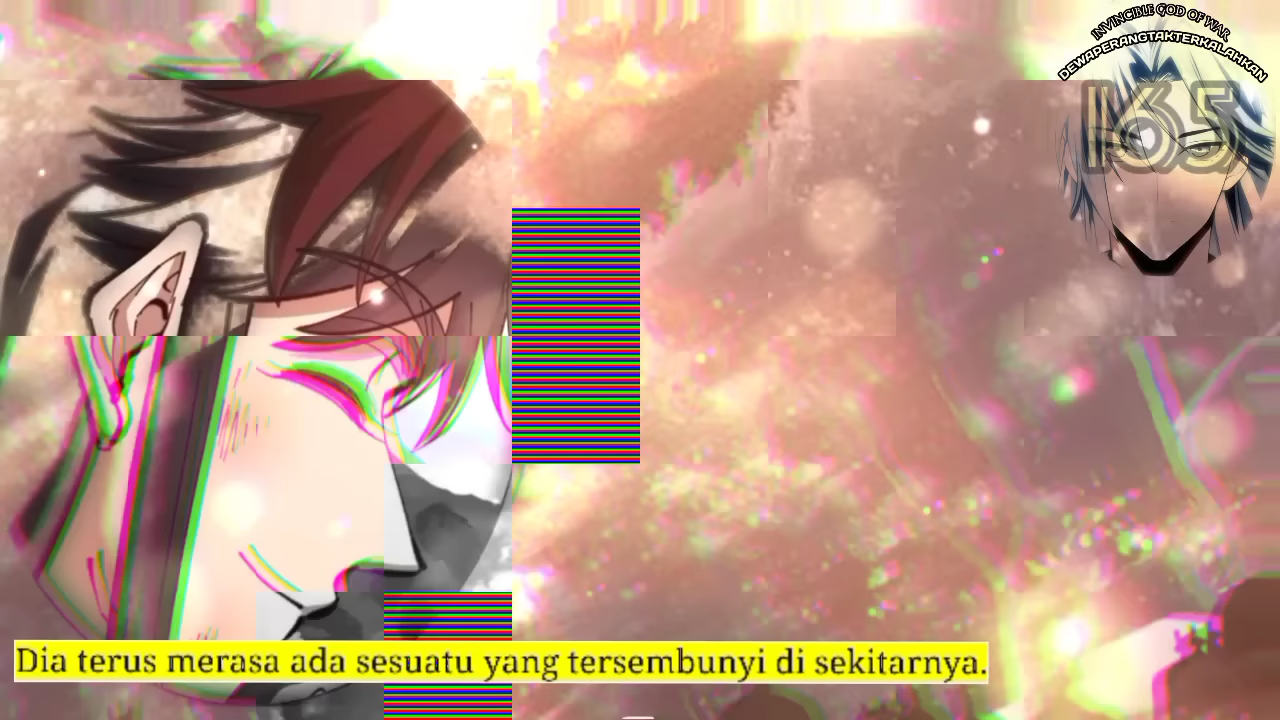 INVINCIBLE GOD OF WAR
DEWAPERANGTAKTERKALAHKAN
165
Dia terus merasa ada sesuatu yang tersembunyi di sekitarnya.